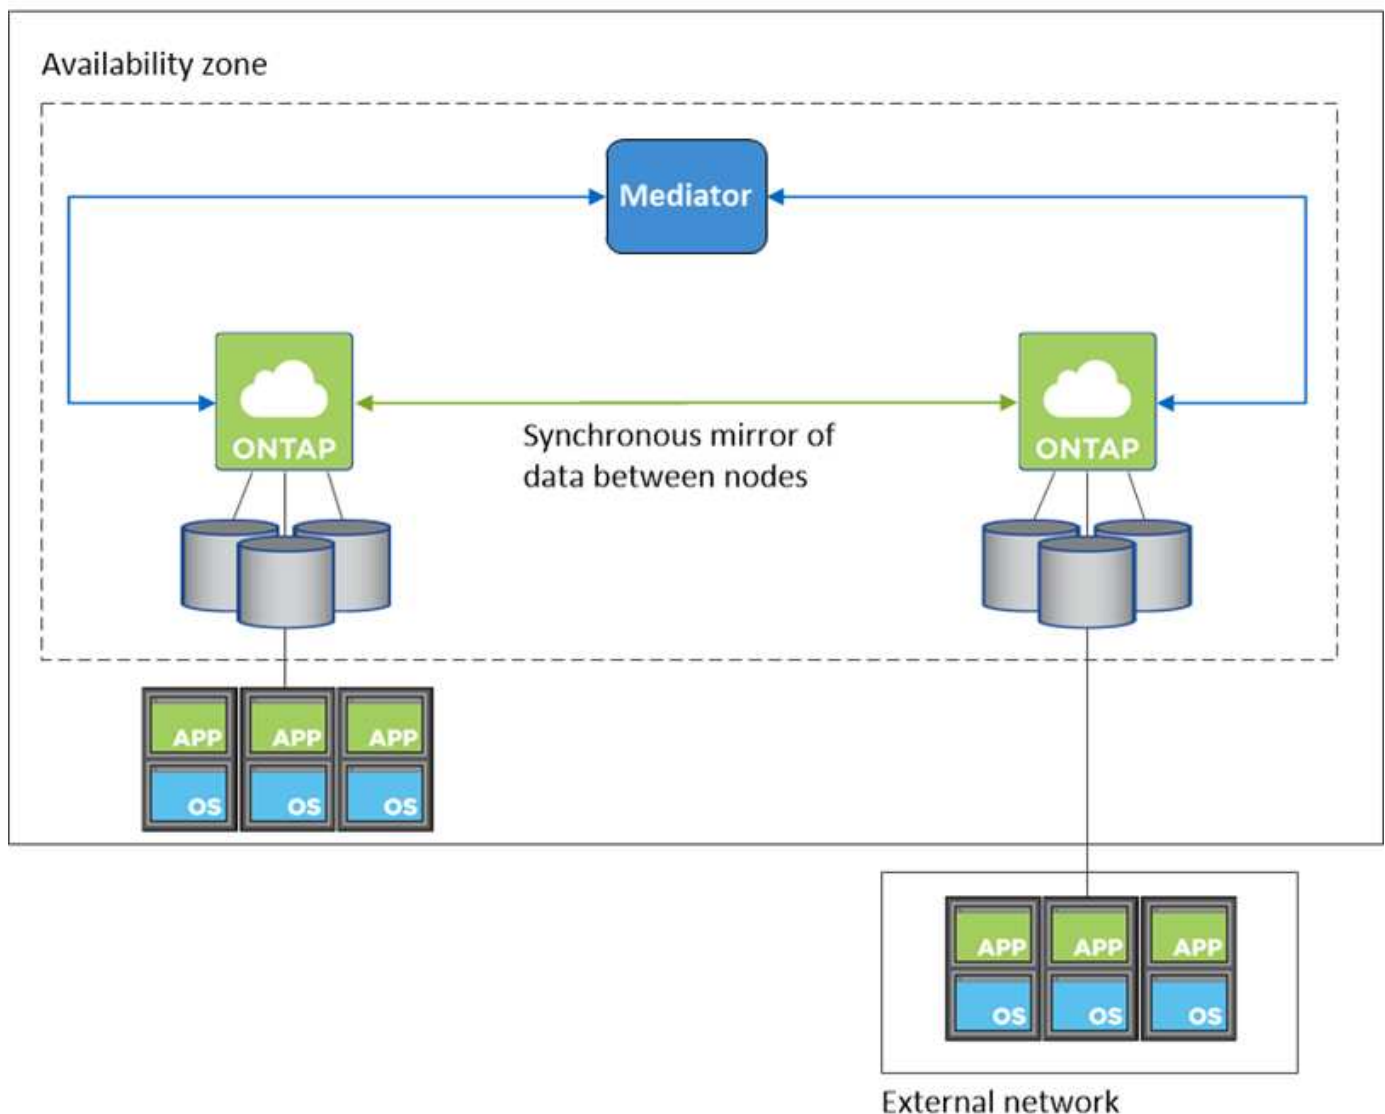 Availability zone
Mediator
ONTAP
ONTAP
Synchronous mirror of
data between nodes
APP APP APP
OS OS OS
APP APP APP
OS OS OS
External network